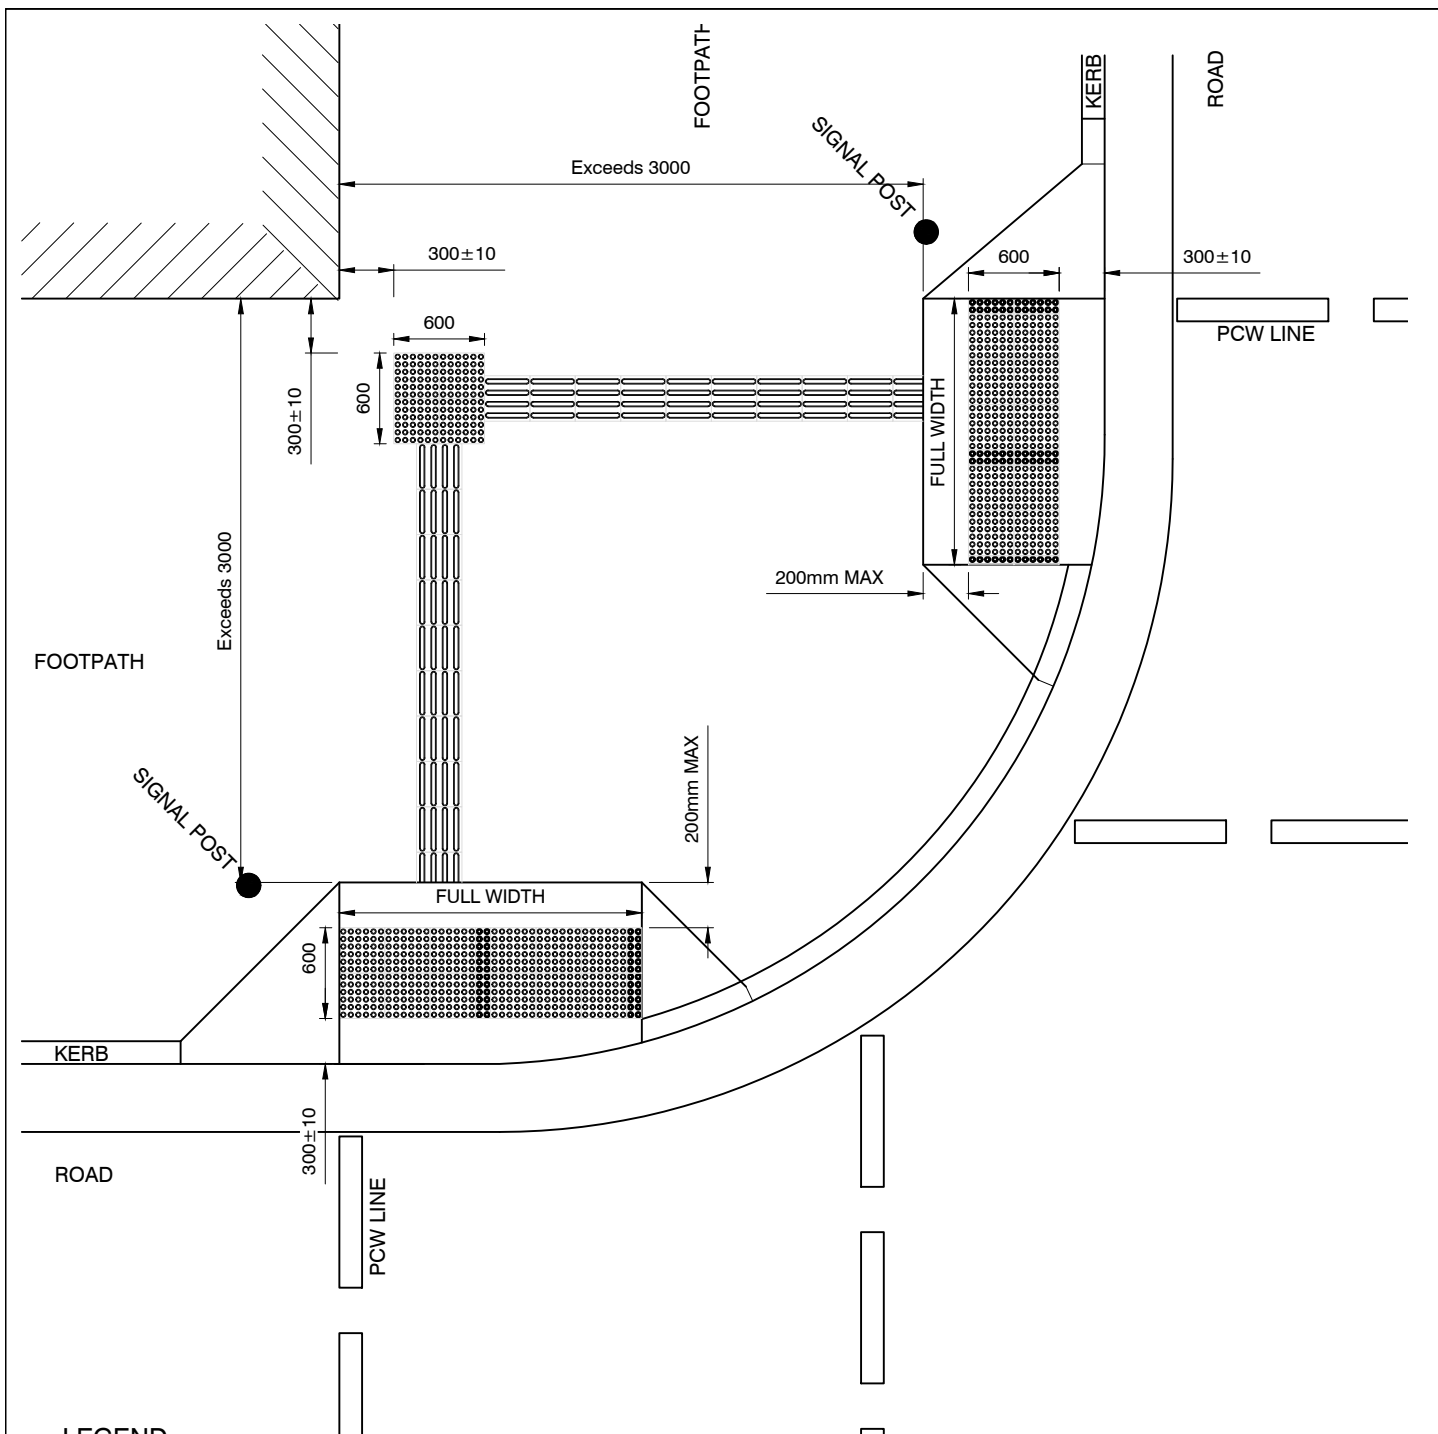 FOOTPATH
KERB
ROAD
SIGNAL POST
Exceeds 3000
300±10
600
300±10
600
PCW LINE
600
300±10
FULL WIDTH
Exceeds 3000
200mm MAX
FOOTPATH
200mm MAX
SIGNAL POST
FULL WIDTH
600
KERB
300±10
ROAD
PCW LINE
LEGEND